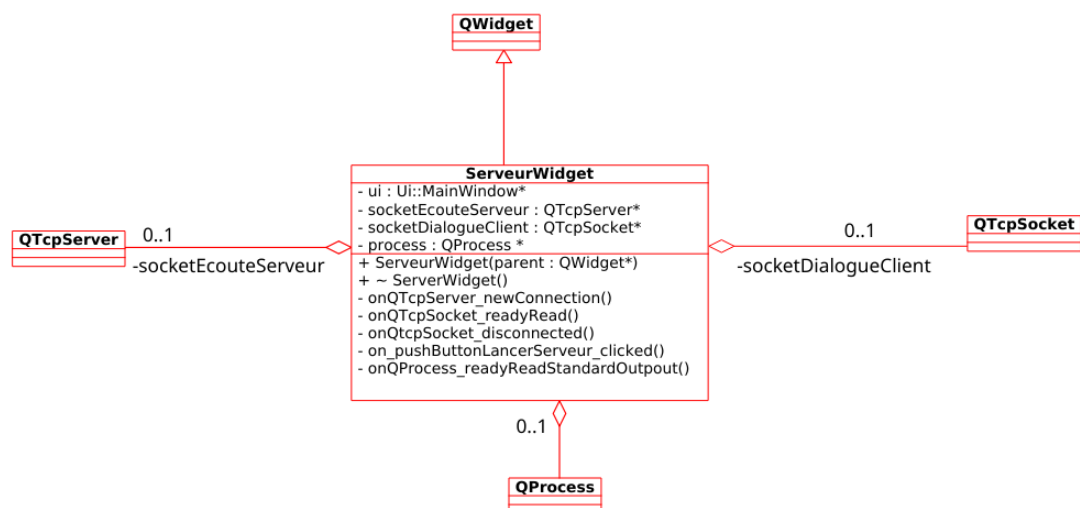 QWidget
ServeurWidget
- ui : Ui::MainWindow*
- socketEcouteServeur : QTcpServer*
- socketDialogueClient : QTcpSocket*
- process : QProcess *
+ ServeurWidget(parent : QWidget*)
+ ~ ServerWidget()
- onQTcpServer_newConnection()
- onQTcpSocket_readyRead()
- onQtcpSocket_disconnected()
- on_pushButtonLancerServeur_clicked()
- onQProcess_readyReadStandardOutpout()
QTcpServer
0..1
-socketEcouteServeur
QTcpSocket
0..1
-socketDialogueClient
0..1
QProcess